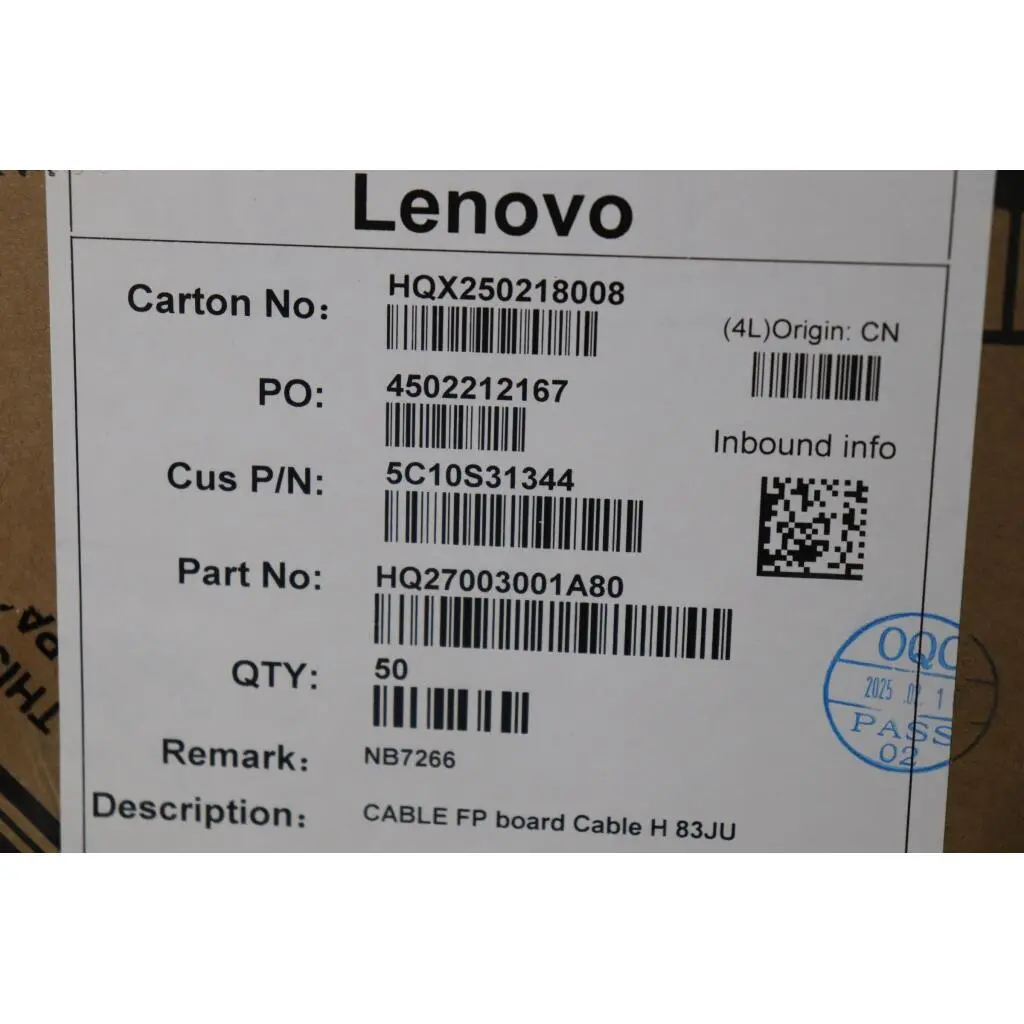 Lenovo
Carton No: HQX250218008
(4L)Origin: CN
PO: 4502212167
Inbound info
Cus P/N: 5C10S31344
Part No: HQ27003001A80
QTY: 50
OQC
2025
PASS
02
Remark: NB7266
Description: CABLE FP board Cable H 83JU